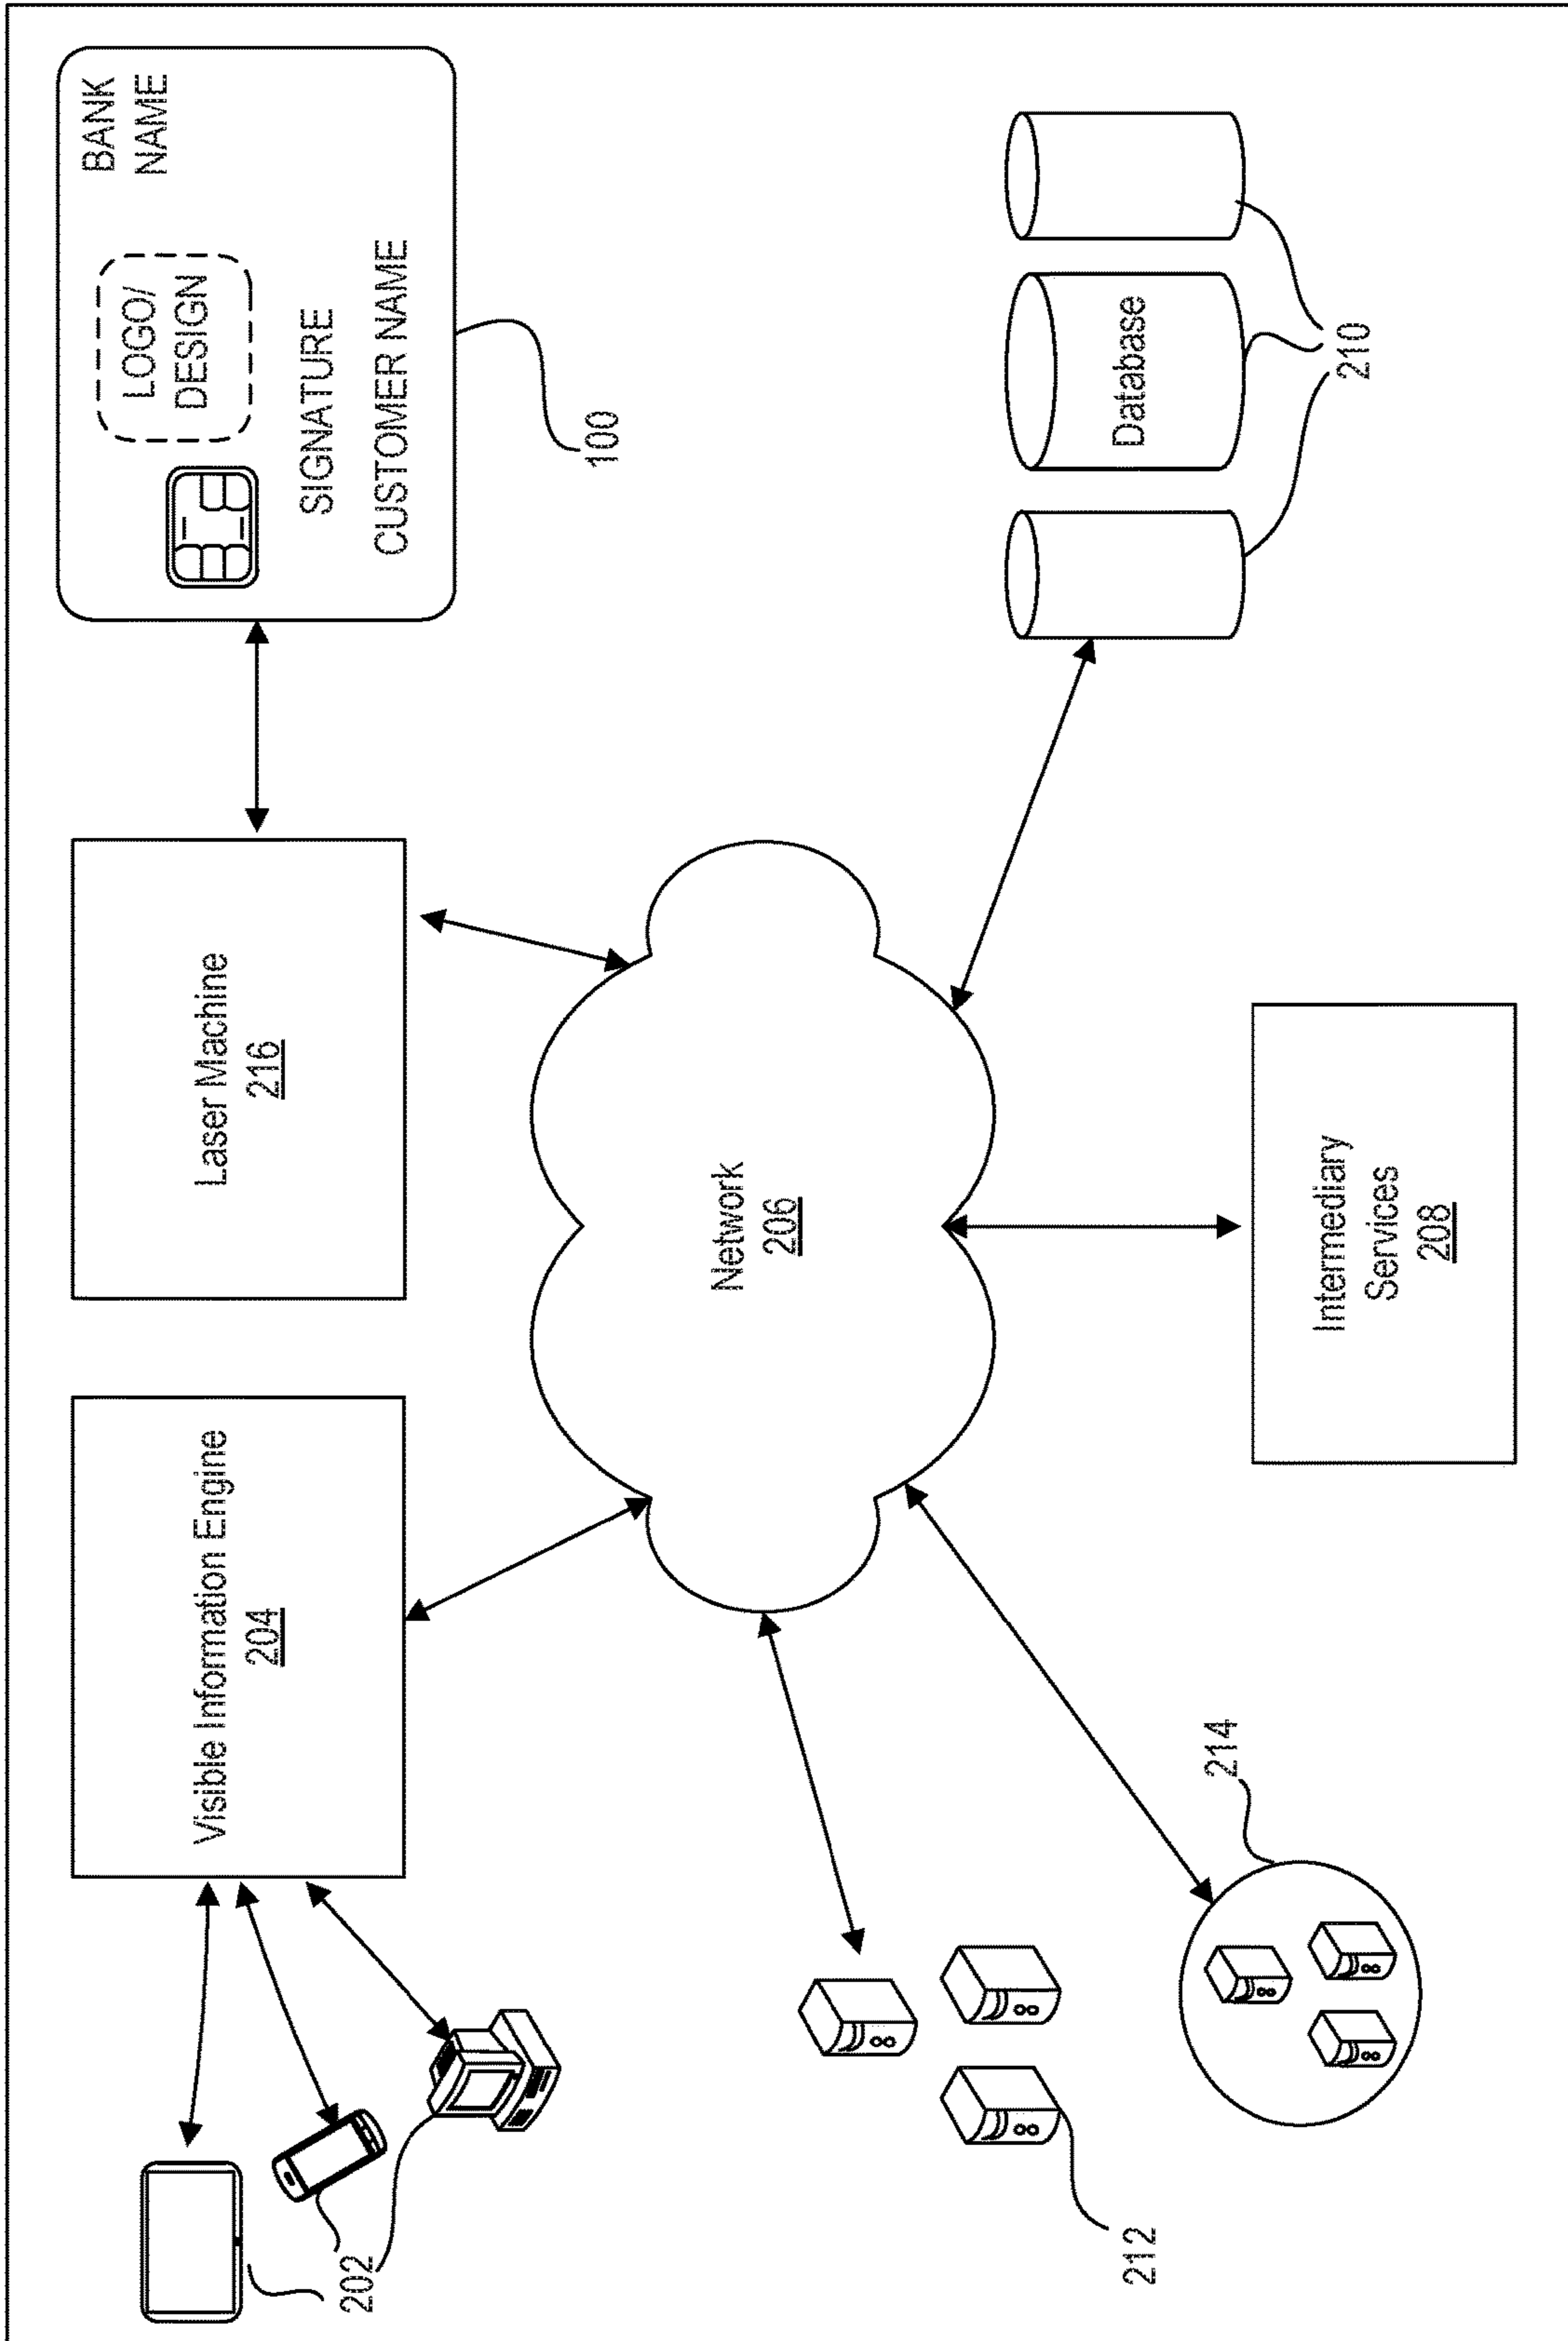 Visible Information Engine
204
Laser Machine
216
LOGO/
DESIGN
BANK
NAME
SIGNATURE
CUSTOMER NAME
100
202
Network
206
212
214
Intermediary
Services
208
Database
210